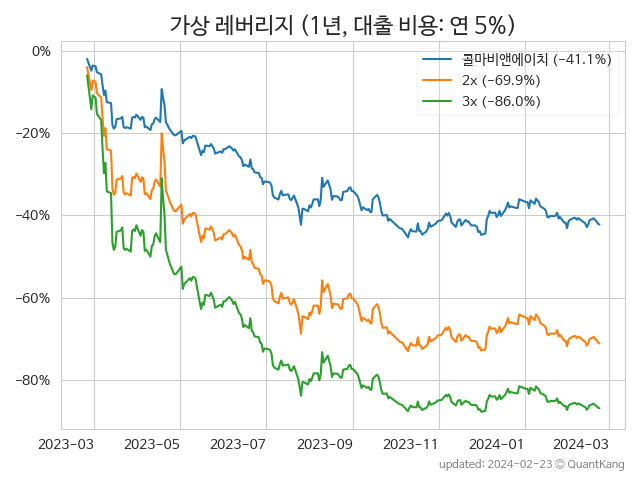 가상 레버리지 (1년, 대출 비용: 연 5%)
콜마비앤에이치 (-41.1%)
2x (-69.9%)
3x (-86.0%)
0%
-20%
-40%
-60%
-80%
2023-03 2023-05 2023-07 2023-09 2023-11 2024-01 2024-03
updated: 2024-02-23 © QuantKang